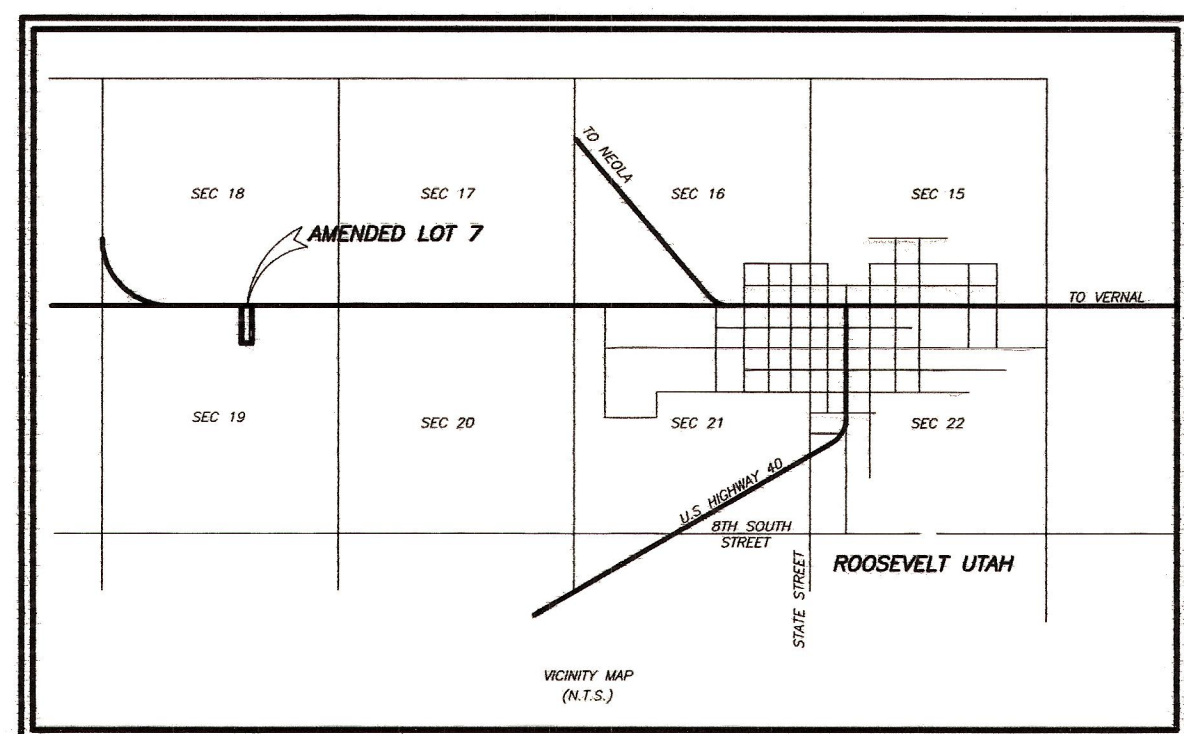 TO NEOLA
SEC 18
SEC 17
SEC 16
SEC 15
AMENDED LOT 7
TO VERNAL
SEC 19
SEC 20
SEC 21
SEC 22
U.S HIGHWAY 40
8TH SOUTH
STREET
STATE STREET
ROOSEVELT UTAH
VICINITY MAP
(N.T.S.)